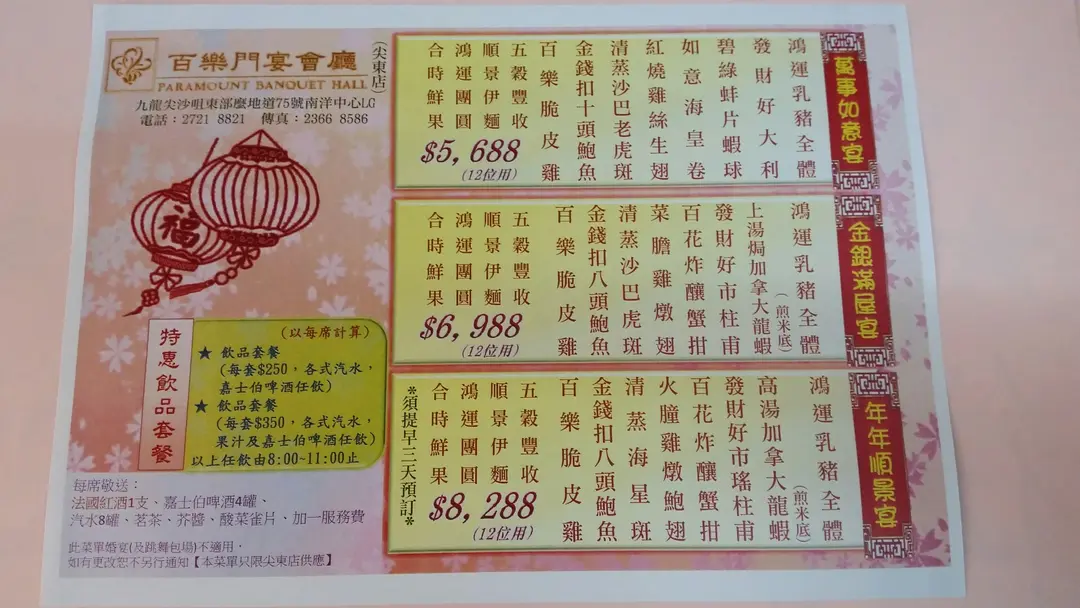 百樂門宴會廳
(尖東店)
PARAMOUNT BANQUET HALL
九龍尖沙咀東部麼地道75號南洋中心LG
電話：2721 8821 傳真：2366 8586
福
特惠飲品套餐
(以每席計算)
★ 飲品套餐
(每套$250，各式汽水，
嘉士伯啤酒任飲)
★ 飲品套餐
(每套$350，各式汽水，
果汁及嘉士伯啤酒任飲)
以上任飲由8:00~11:00止
每席敬送：
法國紅酒1支、嘉士伯啤酒4罐、
汽水8罐、茗茶、芥醬、酸菜雀片、加一服務費
此菜單婚宴(及跳舞包場)不適用，
如有更改恕不另行通知【本菜單只限尖東店供應】
萬事如意宴
鴻運乳豬全體
發財好大利
碧綠蚌片蝦球
如意海皇卷
紅燒雞絲生翅
清蒸沙巴老虎斑
金錢扣十頭鮑魚
百樂脆皮雞
五穀豐收
順景伊麵
鴻運團圓
合時鮮果
$5,688
(12位用)
金銀滿屋宴
鴻運乳豬全體
上湯焗加拿大龍蝦
(煎米底)
發財好市柱甫
百花炸釀蟹拑
菜膽雞燉翅
清蒸沙巴虎斑
金錢扣八頭鮑魚
百樂脆皮雞
五穀豐收
順景伊麵
鴻運團圓
合時鮮果
$6,988
(12位用)
年年順景宴
鴻運乳豬全體
高湯加拿大龍蝦
(煎米底)
發財好市瑤柱甫
百花炸釀蟹拑
火朣雞燉鮑翅
清蒸海星斑
金錢扣八頭鮑魚
百樂脆皮雞
五穀豐收
順景伊麵
鴻運團圓
合時鮮果
$8,288
(12位用)
*須提早三天預訂*